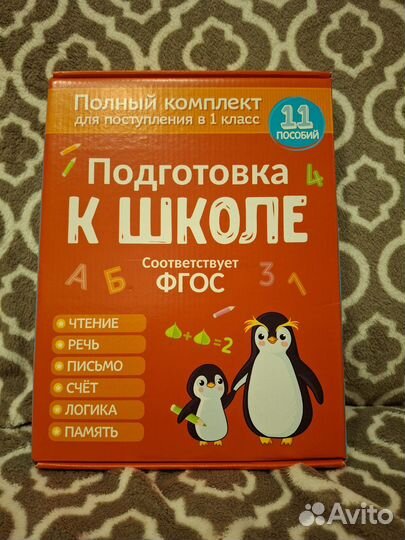 Полный комплект
для поступления в 1 класс
11
ПОСОБИЙ
Подготовка
4
К ШКОЛЕ
Соответствует
ФГОС
А Б
3 1
ЧТЕНИЕ
РЕЧЬ
ПИСЬМО
СЧЁТ
ЛОГИКА
ПАМЯТЬ
+ =2
Avito